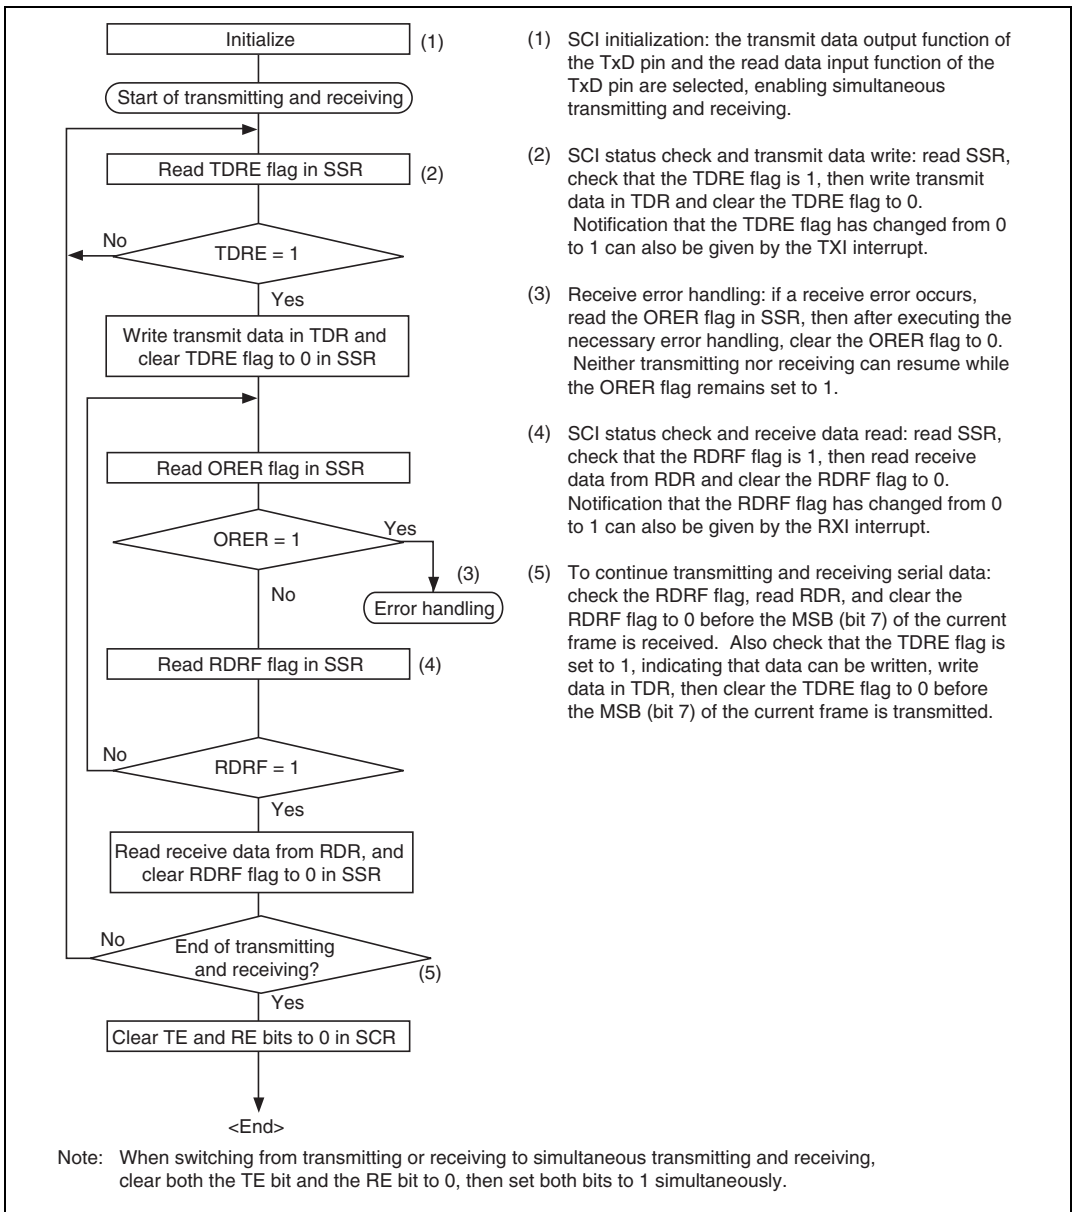 Initialize
(1)
Start of transmitting and receiving
Read TDRE flag in SSR
(2)
No
TDRE = 1
Yes
Write transmit data in TDR and
clear TDRE flag to 0 in SSR
Read ORER flag in SSR
ORER = 1
Yes
(3)
No
Error handling
Read RDRF flag in SSR
(4)
No
RDRF = 1
Yes
Read receive data from RDR, and
clear RDRF flag to 0 in SSR
No
End of transmitting
and receiving?
(5)
Yes
Clear TE and RE bits to 0 in SCR
<End>
(1) SCI initialization: the transmit data output function of
the TxD pin and the read data input function of the
TxD pin are selected, enabling simultaneous
transmitting and receiving.
(2) SCI status check and transmit data write: read SSR,
check that the TDRE flag is 1, then write transmit
data in TDR and clear the TDRE flag to 0.
Notification that the TDRE flag has changed from 0
to 1 can also be given by the TXI interrupt.
(3) Receive error handling: if a receive error occurs,
read the ORER flag in SSR, then after executing the
necessary error handling, clear the ORER flag to 0.
Neither transmitting nor receiving can resume while
the ORER flag remains set to 1.
(4) SCI status check and receive data read: read SSR,
check that the RDRF flag is 1, then read receive
data from RDR and clear the RDRF flag to 0.
Notification that the RDRF flag has changed from 0
to 1 can also be given by the RXI interrupt.
(5) To continue transmitting and receiving serial data:
check the RDRF flag, read RDR, and clear the
RDRF flag to 0 before the MSB (bit 7) of the current
frame is received. Also check that the TDRE flag is
set to 1, indicating that data can be written, write
data in TDR, then clear the TDRE flag to 0 before
the MSB (bit 7) of the current frame is transmitted.
Note: When switching from transmitting or receiving to simultaneous transmitting and receiving,
clear both the TE bit and the RE bit to 0, then set both bits to 1 simultaneously.